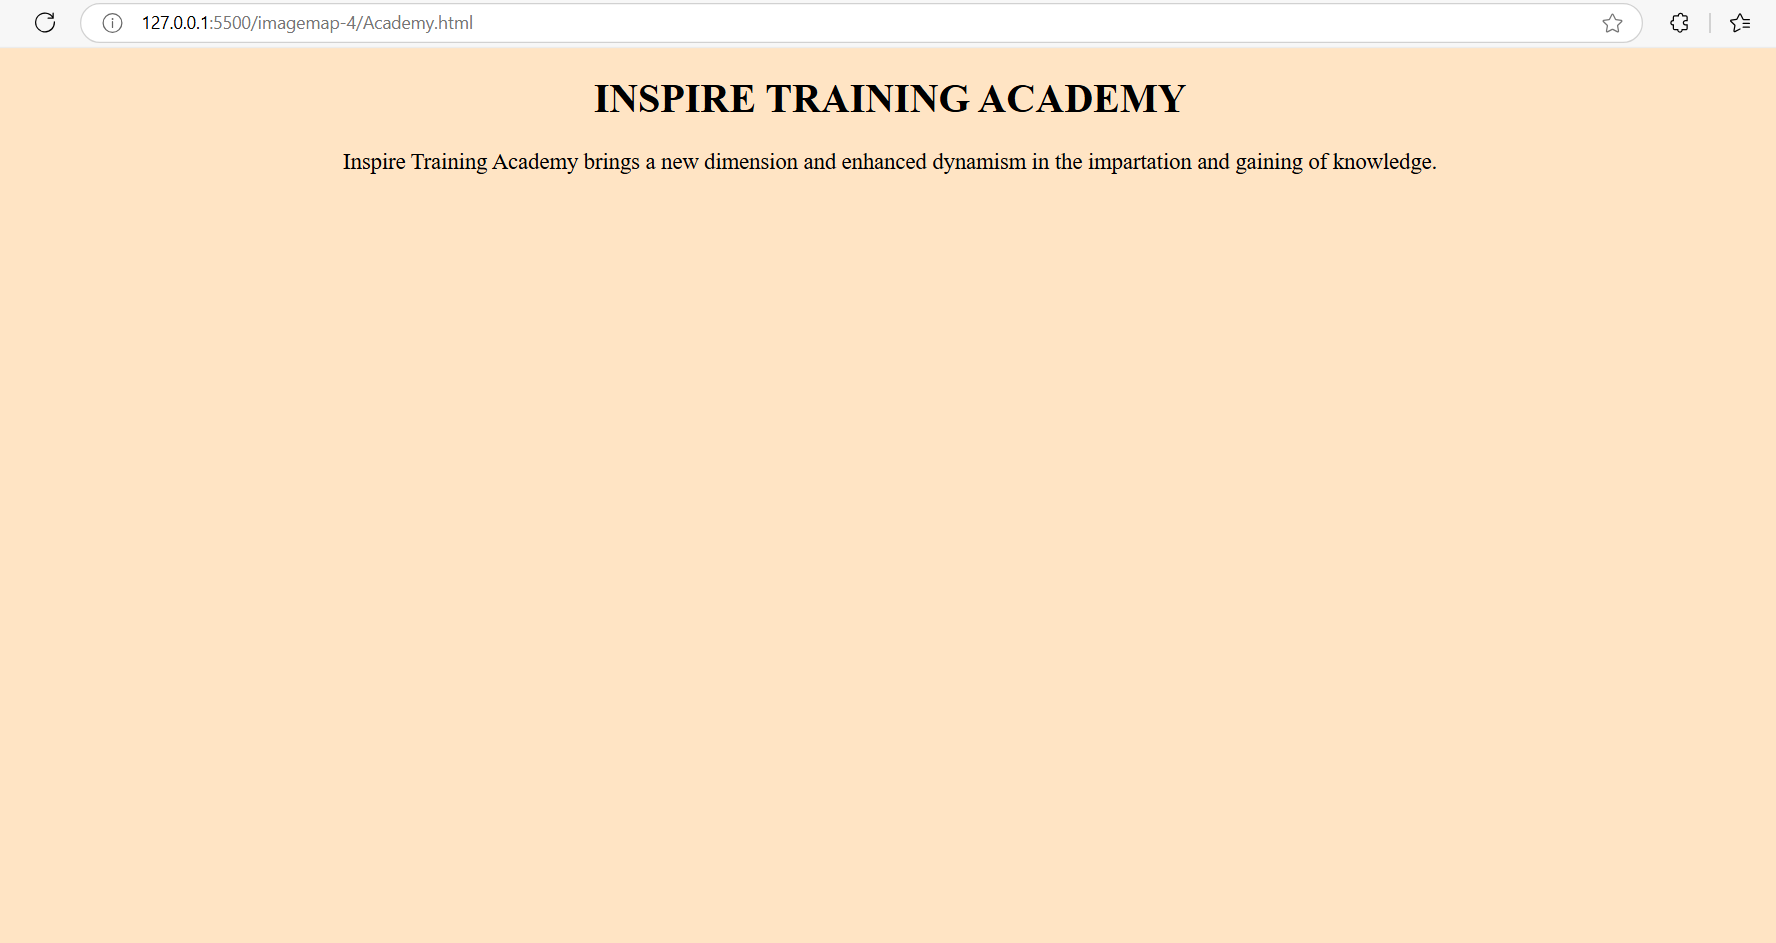 127.0.0.1:5500/imagemap-4/Academy.html
INSPIRE TRAINING ACADEMY
Inspire Training Academy brings a new dimension and enhanced dynamism in the impartation and gaining of knowledge.